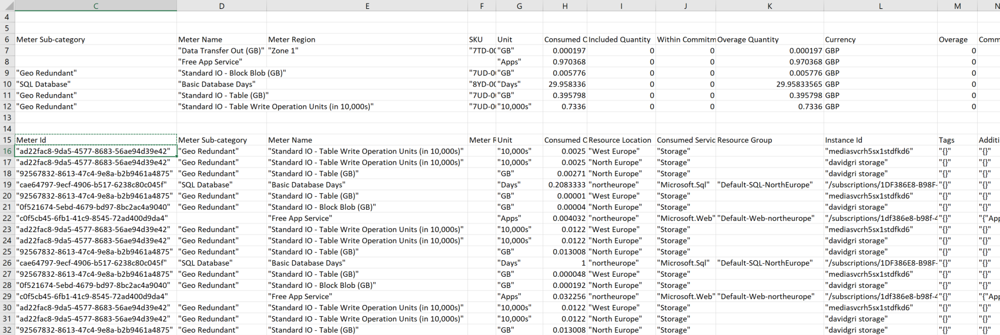 C D E F G H I J K L M N
4
5
6 Meter Sub-category Meter Name Meter Region SKU Unit Consumed C Included Quantity Within Commitm Overage Quantity Currency Overage Comm
7 "Data Transfer Out (GB)" "Zone 1" "7TD-00 "GB" 0.000197 0 0 0.000197 GBP 0
8 "Free App Service" "Apps" 0.970368 0 0 0.970368 GBP 0
9 "Geo Redundant" "Standard IO - Block Blob (GB)" "7UD-0 "GB" 0.005776 0 0 0.005776 GBP 0
10 "SQL Database" "Basic Database Days" "8YD-00 "Days" 29.958336 0 0 29.95833565 GBP 0
11 "Geo Redundant" "Standard IO - Table (GB)" "7UD-0 "GB" 0.395798 0 0 0.395798 GBP 0
12 "Geo Redundant" "Standard IO - Table Write Operation Units (in 10,000s)" "7UD-0 "10,000s" 0.7336 0 0 0.7336 GBP 0
13
14
15 Meter Id Meter Sub-category Meter Name Meter R Unit Consumed C Resource Location Consumed Servic Resource Group Instance Id Tags Additi
16 "ad22fac8-9da5-4577-8683-56ae94d39e42" "Geo Redundant" "Standard IO - Table Write Operation Units (in 10,000s)" "10,000s" 0.0025 "West Europe" "Storage" "mediasvcrh5sx1stdfkd6" "{}" "{}"
17 "ad22fac8-9da5-4577-8683-56ae94d39e42" "Geo Redundant" "Standard IO - Table Write Operation Units (in 10,000s)" "10,000s" 0.0025 "North Europe" "Storage" "davidgri storage" "{}" "{}"
18 "92567832-8613-47c4-9e8a-b2b9461a4875" "Geo Redundant" "Standard IO - Table (GB)" "GB" 0.00271 "North Europe" "Storage" "davidgri storage" "{}" "{}"
19 "cae64797-9ecf-4906-b517-6238c80c045f" "SQL Database" "Basic Database Days" "Days" 0.2083333 "northeurope" "Microsoft.Sql" "Default-SQL-NorthEurope" "/subscriptions/1DF386E8-B98F- "{}" "{}"
20 "92567832-8613-47c4-9e8a-b2b9461a4875" "Geo Redundant" "Standard IO - Table (GB)" "GB" 0.00001 "West Europe" "Storage" "mediasvcrh5sx1stdfkd6" "{}" "{}"
21 "0f521674-5ebd-4679-bd97-8bc2ac4a9040" "Geo Redundant" "Standard IO - Block Blob (GB)" "GB" 0.00004 "North Europe" "Storage" "davidgri storage" "{}" "{}"
22 "c0f5cb45-6fb1-41c9-8545-72ad400d9da4" "Free App Service" "Apps" 0.004032 "northeurope" "Microsoft.Web" "Default-Web-northeurope" "/subscriptions/1df386e8-b98f-4 "{}" "{"App
23 "ad22fac8-9da5-4577-8683-56ae94d39e42" "Geo Redundant" "Standard IO - Table Write Operation Units (in 10,000s)" "10,000s" 0.0122 "West Europe" "Storage" "mediasvcrh5sx1stdfkd6" "{}" "{}"
24 "ad22fac8-9da5-4577-8683-56ae94d39e42" "Geo Redundant" "Standard IO - Table Write Operation Units (in 10,000s)" "10,000s" 0.0122 "North Europe" "Storage" "davidgri storage" "{}" "{}"
25 "92567832-8613-47c4-9e8a-b2b9461a4875" "Geo Redundant" "Standard IO - Table (GB)" "GB" 0.013008 "North Europe" "Storage" "davidgri storage" "{}" "{}"
26 "cae64797-9ecf-4906-b517-6238c80c045f" "SQL Database" "Basic Database Days" "Days" 1 "northeurope" "Microsoft.Sql" "Default-SQL-NorthEurope" "/subscriptions/1DF386E8-B98F- "{}" "{}"
27 "92567832-8613-47c4-9e8a-b2b9461a4875" "Geo Redundant" "Standard IO - Table (GB)" "GB" 0.000048 "West Europe" "Storage" "mediasvcrh5sx1stdfkd6" "{}" "{}"
28 "0f521674-5ebd-4679-bd97-8bc2ac4a9040" "Geo Redundant" "Standard IO - Block Blob (GB)" "GB" 0.000192 "North Europe" "Storage" "davidgri storage" "{}" "{}"
29 "c0f5cb45-6fb1-41c9-8545-72ad400d9da4" "Free App Service" "Apps" 0.032256 "northeurope" "Microsoft.Web" "Default-Web-northeurope" "/subscriptions/1df386e8-b98f-4 "{}" "{"App
30 "ad22fac8-9da5-4577-8683-56ae94d39e42" "Geo Redundant" "Standard IO - Table Write Operation Units (in 10,000s)" "10,000s" 0.0122 "West Europe" "Storage" "mediasvcrh5sx1stdfkd6" "{}" "{}"
31 "ad22fac8-9da5-4577-8683-56ae94d39e42" "Geo Redundant" "Standard IO - Table Write Operation Units (in 10,000s)" "10,000s" 0.0122 "North Europe" "Storage" "davidgri storage" "{}" "{}"
32 "92567832-8613-47c4-9e8a-b2b9461a4875" "Geo Redundant" "Standard IO - Table (GB)" "GB" 0.013008 "North Europe" "Storage" "davidgri storage" "{}" "{}"